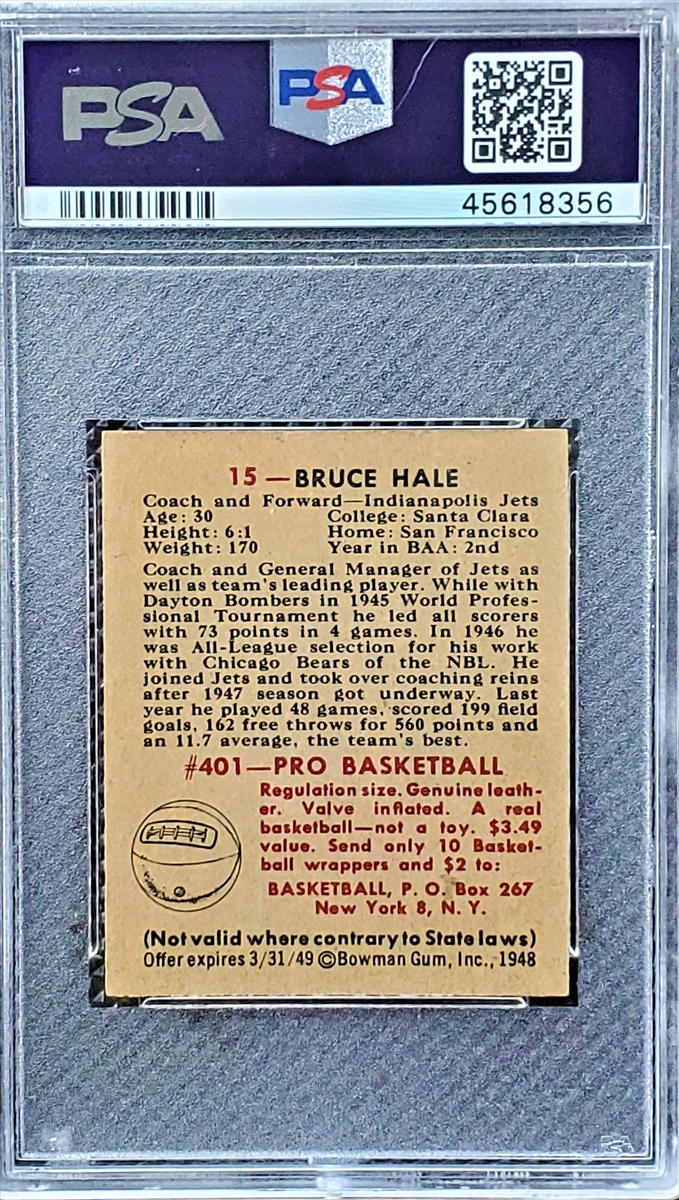 PSA
PSA
45618356
15—BRUCE HALE
Coach and Forward—Indianapolis Jets
Age: 30 College: Santa Clara
Height: 6:1 Home: San Francisco
Weight: 170 Year in BAA: 2nd
Coach and General Manager of Jets as
well as team's leading player. While with
Dayton Bombers in 1945 World Profes-
sional Tournament he led all scorers
with 73 points in 4 games. In 1946 he
was All-League selection for his work
with Chicago Bears of the NBL. He
joined Jets and took over coaching reins
after 1947 season got underway. Last
year he played 48 games, scored 199 field
goals, 162 free throws for 560 points and
an 11.7 average, the team's best.
#401—PRO BASKETBALL
Regulation size. Genuine leath-
er. Valve inflated. A real
basketball—not a toy. $3.49
value. Send only 10 Basket-
ball wrappers and $2 to:
BASKETBALL, P. O. Box 267
New York 8, N. Y.
(Not valid where contrary to State laws)
Offer expires 3/31/49 ©Bowman Gum, Inc., 1948
PSA